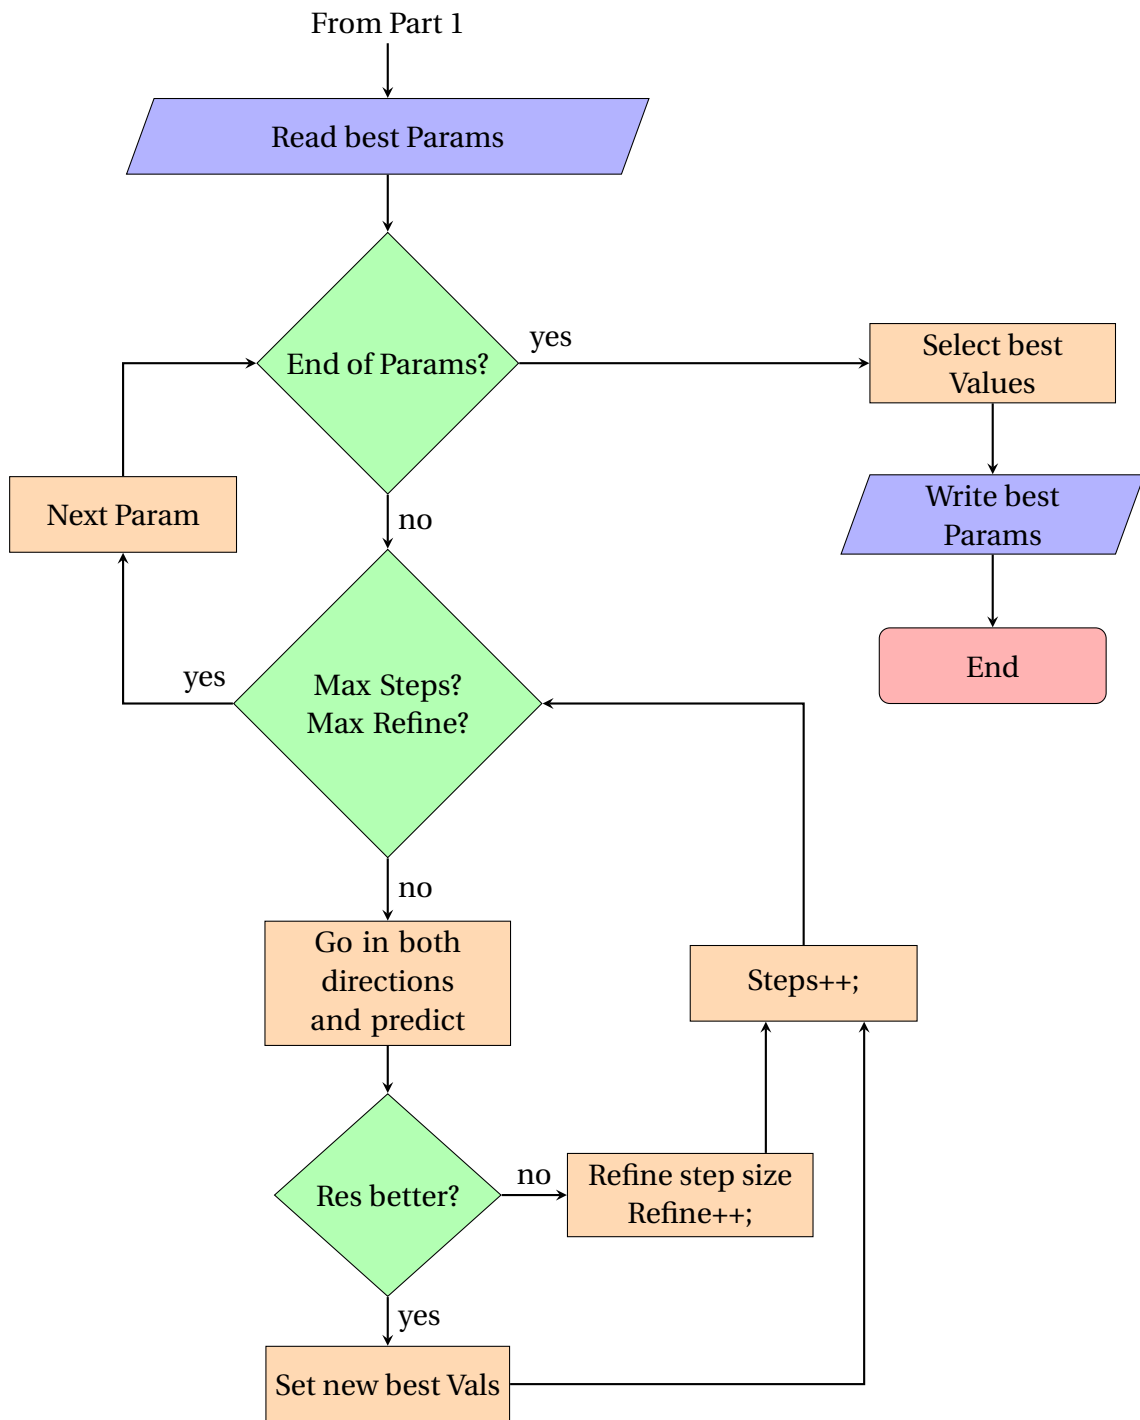 From Part 1
Read best Params
End of Params?
yes
Select best
Values
Next Param
no
Write best
Params
yes
Max Steps?
Max Refine?
End
no
Go in both
directions
and predict
Steps++;
Res better?
no
Refine step size
Refine++;
yes
Set new best Vals